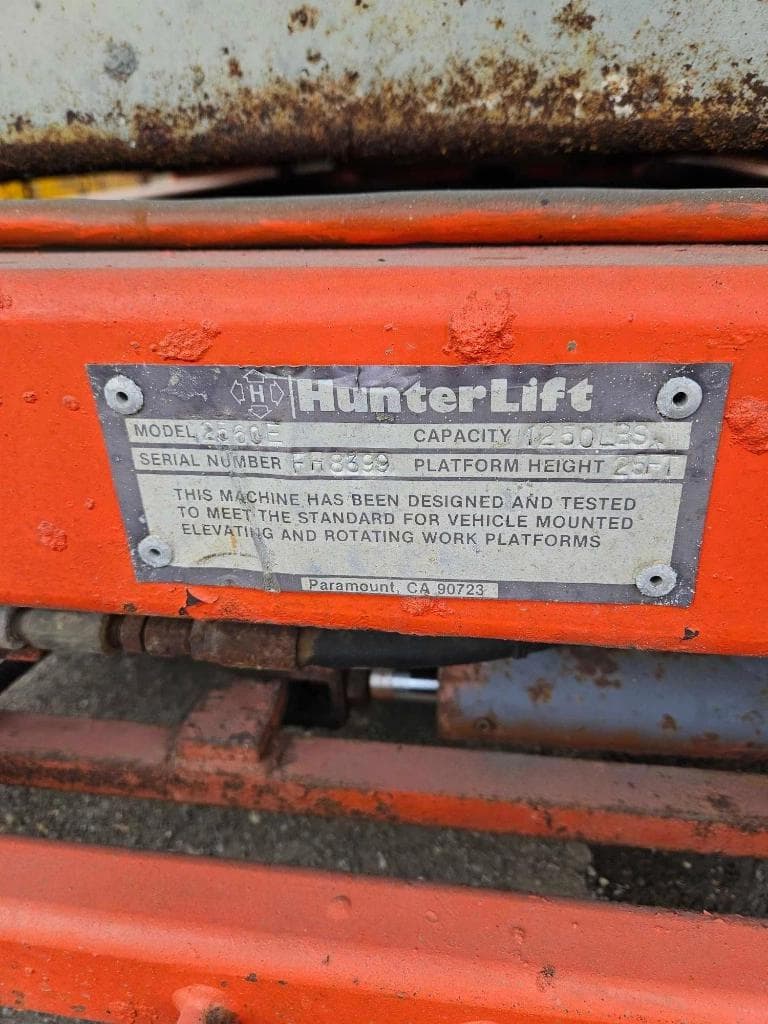 H HunterLift
MODEL 2560E CAPACITY 1250LBS.
SERIAL NUMBER FH8399 PLATFORM HEIGHT 25FT
THIS MACHINE HAS BEEN DESIGNED AND TESTED
TO MEET THE STANDARD FOR VEHICLE MOUNTED
ELEVATING AND ROTATING WORK PLATFORMS
Paramount, CA 90723